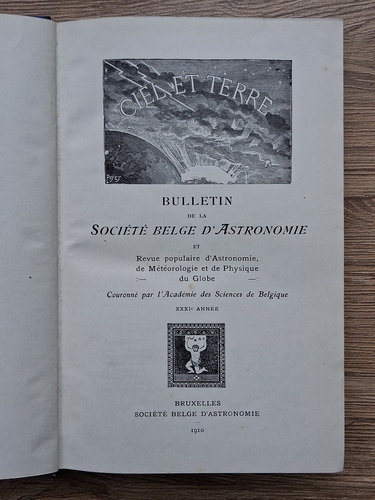 CIEL ET TERRE
BULLETIN
DE LA
SOCIÉTÉ BELGE D'ASTRONOMIE
ET
Revue populaire d'Astronomie,
de Météorologie et de Physique
:— du Globe —
Couronné par l'Académie des Sciences de Belgique
XXXIe ANNÉE
BRUXELLES
SOCIÉTÉ BELGE D'ASTRONOMIE
—
1910